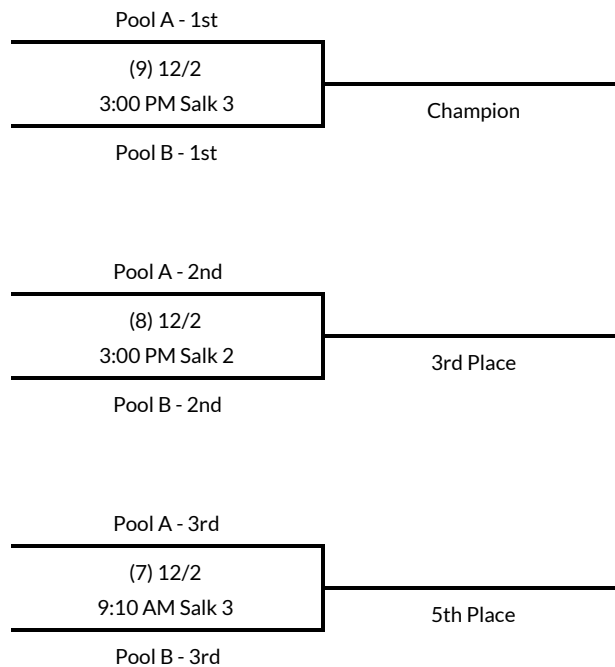 Pool A - 1st
(9) 12/2
3:00 PM Salk 3
Champion
Pool B - 1st
Pool A - 2nd
(8) 12/2
3:00 PM Salk 2
3rd Place
Pool B - 2nd
Pool A - 3rd
(7) 12/2
9:10 AM Salk 3
5th Place
Pool B - 3rd